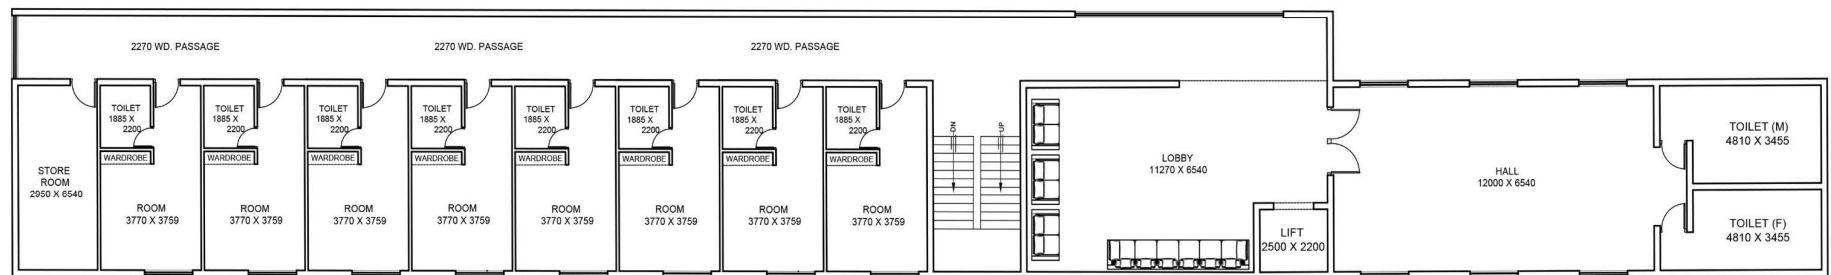 2270 WD. PASSAGE
2270 WD. PASSAGE
2270 WD. PASSAGE
TOILET
1885 X
2200
TOILET
1885 X
2200
TOILET
1885 X
2200
TOILET
1885 X
2200
TOILET
1885 X
2200
TOILET
1885 X
2200
TOILET
1885 X
2200
TOILET
1885 X
2200
WARDROBE
WARDROBE
WARDROBE
WARDROBE
WARDROBE
WARDROBE
WARDROBE
WARDROBE
STORE
ROOM
2950 X 6540
ROOM
3770 X 3759
ROOM
3770 X 3759
ROOM
3770 X 3759
ROOM
3770 X 3759
ROOM
3770 X 3759
ROOM
3770 X 3759
ROOM
3770 X 3759
ROOM
3770 X 3759
DN
UP
LOBBY
11270 X 6540
LIFT
2500 X 2200
HALL
12000 X 6540
TOILET (M)
4810 X 3455
TOILET (F)
4810 X 3455